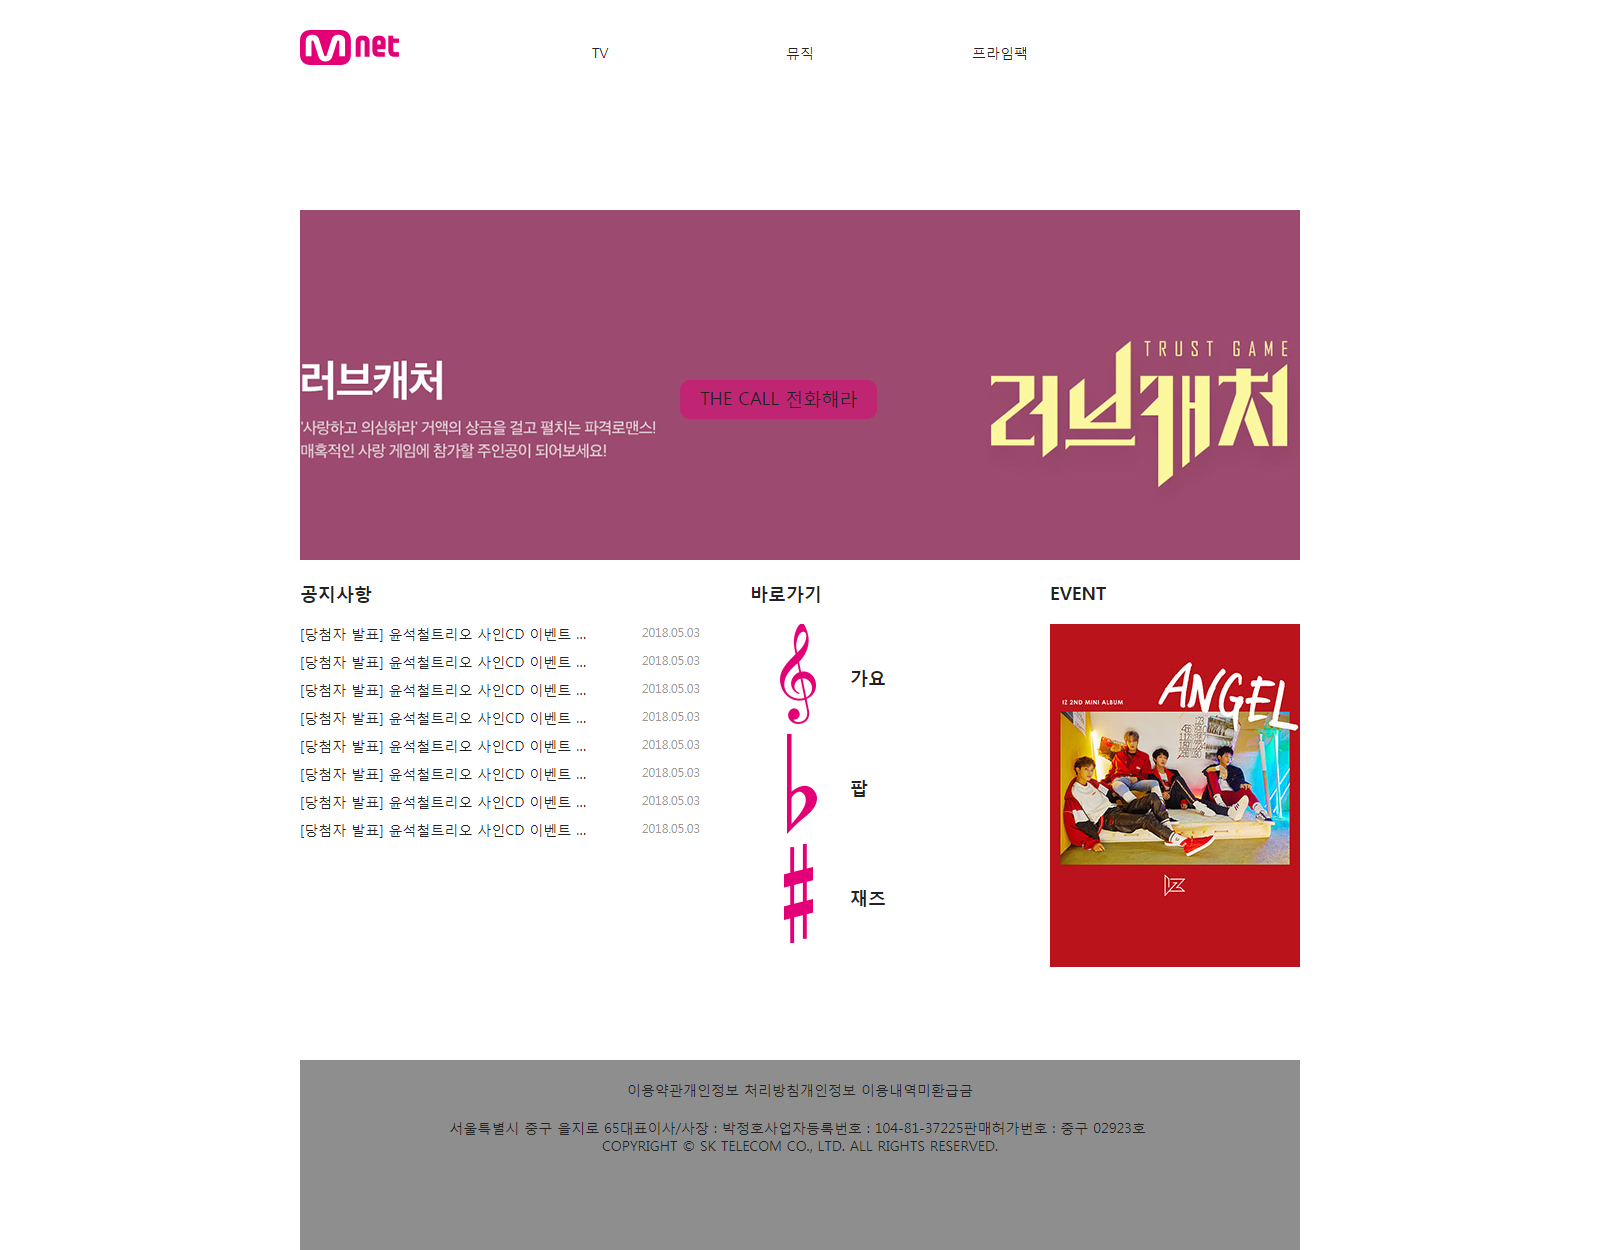 Mnet
TV
뮤직
프라임팩
TRUST GAME
러브캐처
러브캐처
THE CALL 전화해라
'사랑하고 의심하라' 거액의 상금을 걸고 펼치는 파격로맨스!
매혹적인 사랑 게임에 참가할 주인공이 되어보세요!
공지사항
[당첨자 발표] 윤석철트리오 사인CD 이벤트 ... 2018.05.03
[당첨자 발표] 윤석철트리오 사인CD 이벤트 ... 2018.05.03
[당첨자 발표] 윤석철트리오 사인CD 이벤트 ... 2018.05.03
[당첨자 발표] 윤석철트리오 사인CD 이벤트 ... 2018.05.03
[당첨자 발표] 윤석철트리오 사인CD 이벤트 ... 2018.05.03
[당첨자 발표] 윤석철트리오 사인CD 이벤트 ... 2018.05.03
[당첨자 발표] 윤석철트리오 사인CD 이벤트 ... 2018.05.03
[당첨자 발표] 윤석철트리오 사인CD 이벤트 ... 2018.05.03
바로가기
가요
팝
재즈
EVENT
ANGEL
IZ 2ND MINI ALBUM
IZ
이용약관개인정보 처리방침개인정보 이용내역미환급금
서울특별시 중구 을지로 65대표이사/사장 : 박정호사업자등록번호 : 104-81-37225판매허가번호 : 중구 02923호
COPYRIGHT © SK TELECOM CO., LTD. ALL RIGHTS RESERVED.